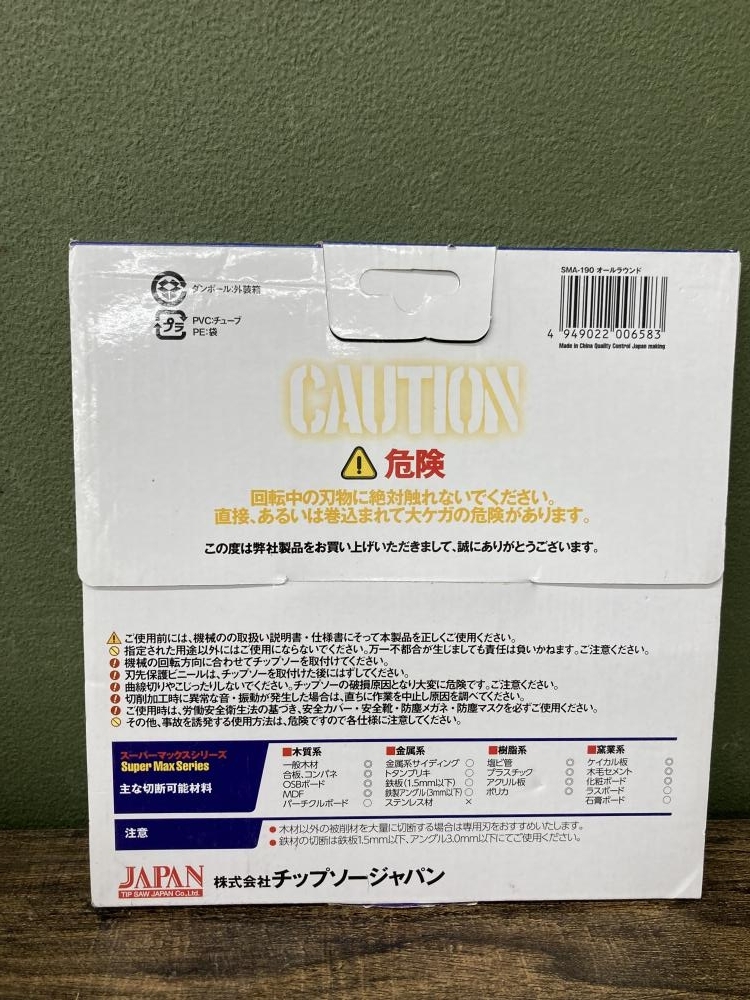 ダンボール:外装箱
プラ
PVC:チューブ
PE:袋
SMA-190 オールラウンド
4 949022 006583
Made in China Quality Control Japan making
CAUTION
危険
回転中の刃物に絶対触れないでください。
直接、あるいは巻込まれて大ケガの危険があります。
この度は弊社製品をお買い上げいただきまして、誠にありがとうございます。
ご使用前には、機械のの取扱い説明書・仕様書にそって本製品を正しくご使用ください。
指定された用途以外にはご使用にならないでください。万一不都合が生じましても責任は負いかねます。ご注意ください。
機械の回転方向に合わせてチップソーを取付けてください。
刃先保護ビニールは、チップソーを取付けた後にはずしてください。
曲線切りやこじったりしないでください。チップソーの破損原因となり大変に危険です。ご注意ください。
切削加工時に異常な音・振動が発生した場合は、直ちに作業を中止し原因を調べてください。
ご使用時は、労働安全衛生法の基づき、安全カバー・安全靴・防塵メガネ・防塵マスクを必ずご使用ください。
その他、事故を誘発する使用方法は、危険ですので各仕様に注意してください。
スーパーマックスシリーズ
Super Max Series
主な切断可能材料
■木質系
一般木材 ◎
合板、コンパネ ◎
OSBボード ◎
MDF ◎
パーチクルボード ○
■金属系
金属系サイディング ○
トタンブリキ ○
鉄板(1.5mm以下) ○
鉄製アングル(3mm以下) ○
ステンレス材 ×
■樹脂系
塩ビ管 ◎
プラスチック ◎
アクリル板 ◎
ポリカ ◎
■窯業系
ケイカル板 ◎
木毛セメント ◎
化粧ボード ◎
ラスボード ○
石膏ボード ○
注意
●木材以外の被削材を大量に切断する場合は専用刃をおすすめいたします。
●鉄材の切断は鉄板1.5mm以下、アングル3.0mm以下にてご使用ください。
JAPAN
TIP SAW JAPAN Co.,Ltd.
株式会社チップソージャパン